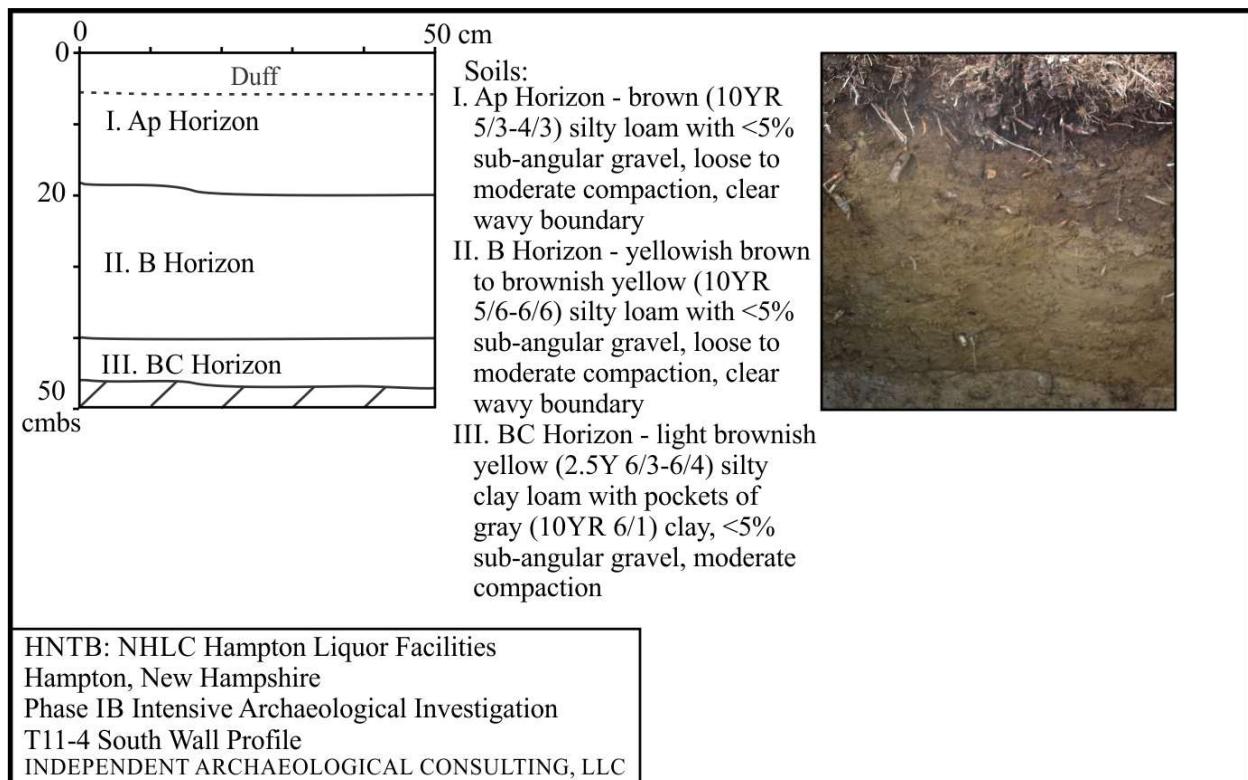 0
50 cm
0
Duff
I. Ap Horizon
20
II. B Horizon
III. BC Horizon
50
cmbs
Soils:
I. Ap Horizon - brown (10YR
5/3-4/3) silty loam with <5%
sub-angular gravel, loose to
moderate compaction, clear
wavy boundary
II. B Horizon - yellowish brown
to brownish yellow (10YR
5/6-6/6) silty loam with <5%
sub-angular gravel, loose to
moderate compaction, clear
wavy boundary
III. BC Horizon - light brownish
yellow (2.5Y 6/3-6/4) silty
clay loam with pockets of
gray (10YR 6/1) clay, <5%
sub-angular gravel, moderate
compaction
HNTB: NHLC Hampton Liquor Facilities
Hampton, New Hampshire
Phase IB Intensive Archaeological Investigation
T11-4 South Wall Profile
INDEPENDENT ARCHAEOLOGICAL CONSULTING, LLC